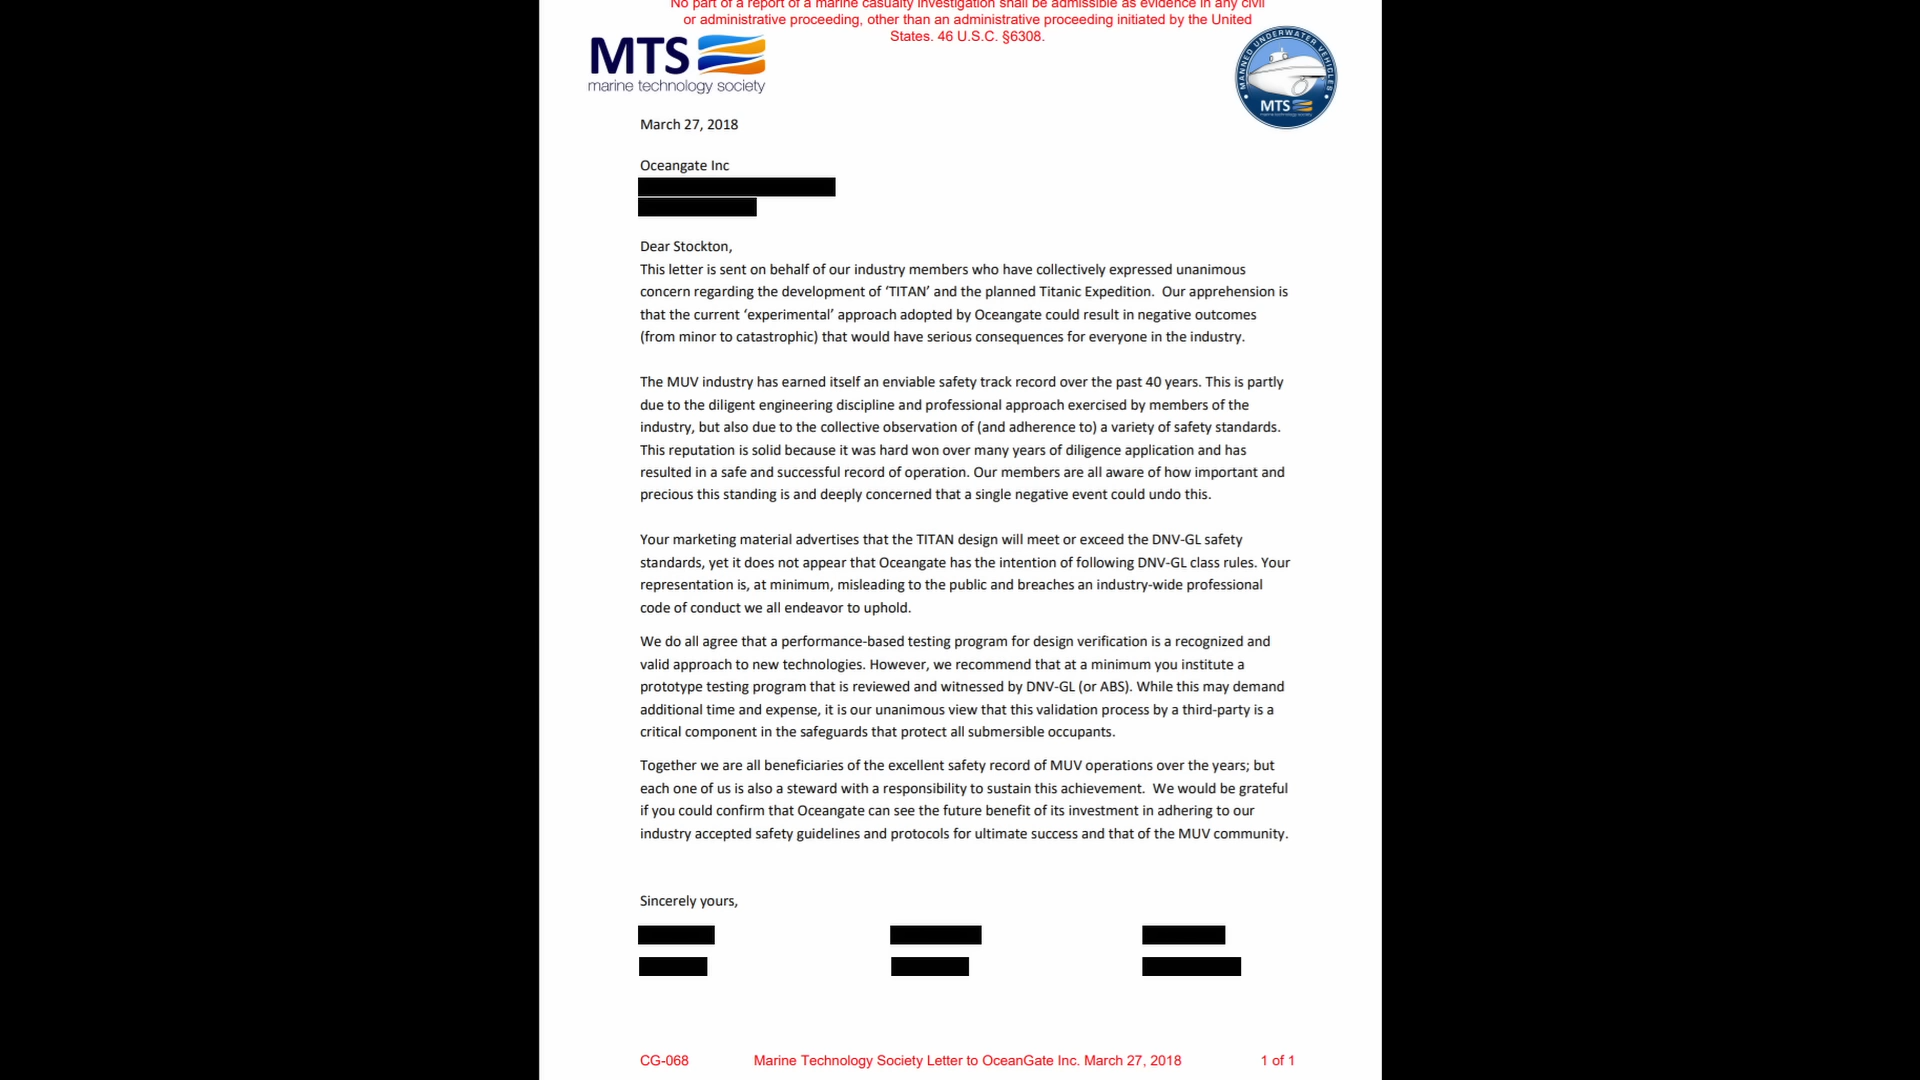 No part of a report of a marine casualty investigation shall be admissible as evidence in any civil
or administrative proceeding, other than an administrative proceeding initiated by the United
States. 46 U.S.C. §6308.
MTS
marine technology society
MANNED UNDERWATER VEHICLES
MTS
marine technology society
March 27, 2018
Oceangate Inc
Dear Stockton,
This letter is sent on behalf of our industry members who have collectively expressed unanimous
concern regarding the development of ‘TITAN’ and the planned Titanic Expedition.  Our apprehension is
that the current ‘experimental’ approach adopted by Oceangate could result in negative outcomes
(from minor to catastrophic) that would have serious consequences for everyone in the industry.
The MUV industry has earned itself an enviable safety track record over the past 40 years. This is partly
due to the diligent engineering discipline and professional approach exercised by members of the
industry, but also due to the collective observation of (and adherence to) a variety of safety standards.
This reputation is solid because it was hard won over many years of diligence application and has
resulted in a safe and successful record of operation. Our members are all aware of how important and
precious this standing is and deeply concerned that a single negative event could undo this.
Your marketing material advertises that the TITAN design will meet or exceed the DNV-GL safety
standards, yet it does not appear that Oceangate has the intention of following DNV-GL class rules. Your
representation is, at minimum, misleading to the public and breaches an industry-wide professional
code of conduct we all endeavor to uphold.
We do all agree that a performance-based testing program for design verification is a recognized and
valid approach to new technologies. However, we recommend that at a minimum you institute a
prototype testing program that is reviewed and witnessed by DNV-GL (or ABS). While this may demand
additional time and expense, it is our unanimous view that this validation process by a third-party is a
critical component in the safeguards that protect all submersible occupants.
Together we are all beneficiaries of the excellent safety record of MUV operations over the years; but
each one of us is also a steward with a responsibility to sustain this achievement.  We would be grateful
if you could confirm that Oceangate can see the future benefit of its investment in adhering to our
industry accepted safety guidelines and protocols for ultimate success and that of the MUV community.
Sincerely yours,
CG-068 Marine Technology Society Letter to OceanGate Inc. March 27, 2018 1 of 1